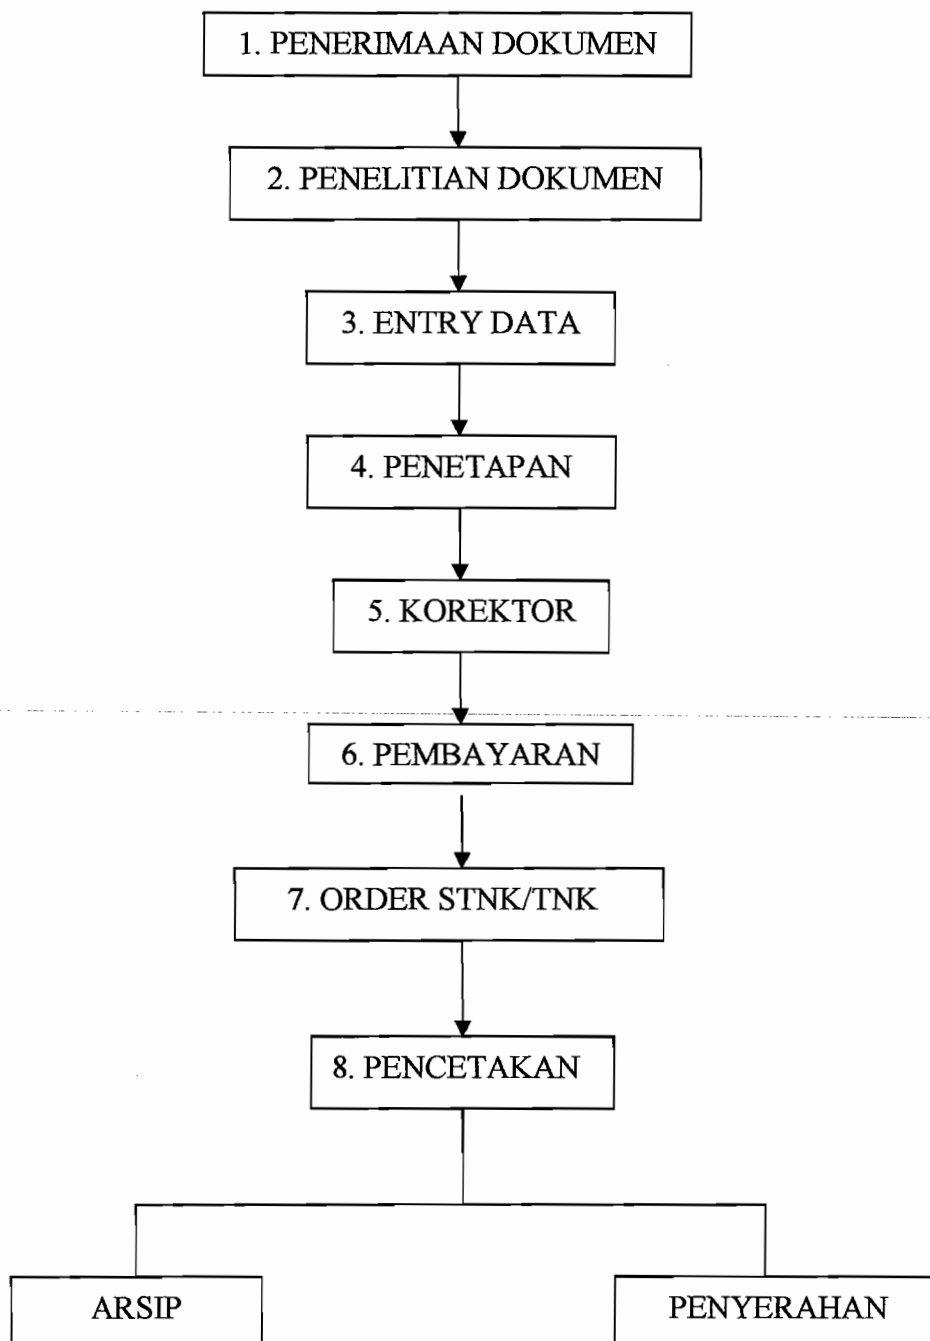 1. PENERIMAAN DOKUMEN
2. PENELITIAN DOKUMEN
3. ENTRY DATA
4. PENETAPAN
5. KOREKTOR
6. PEMBAYARAN
7. ORDER STNK/TNK
8. PENCETAKAN
ARSIP
PENYERAHAN